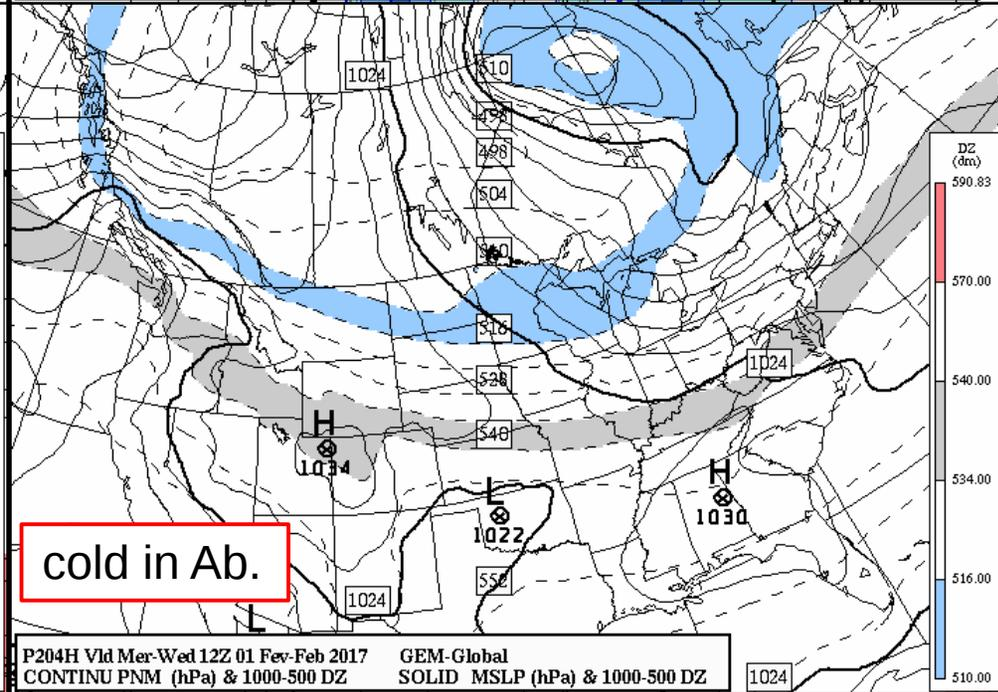 1024
510
498
498
504
510
516
528
540
552
1024
H
1034
L
1022
H
1030
1024
L
1024
cold in Ab.
DZ
(dm)
590.83
570.00
540.00
534.00
516.00
510.00
P204H Vld Mer-Wed 12Z 01 Fev-Feb 2017 GEM-Global
CONTINU PNM (hPa) & 1000-500 DZ SOLID MSLP (hPa) & 1000-500 DZ